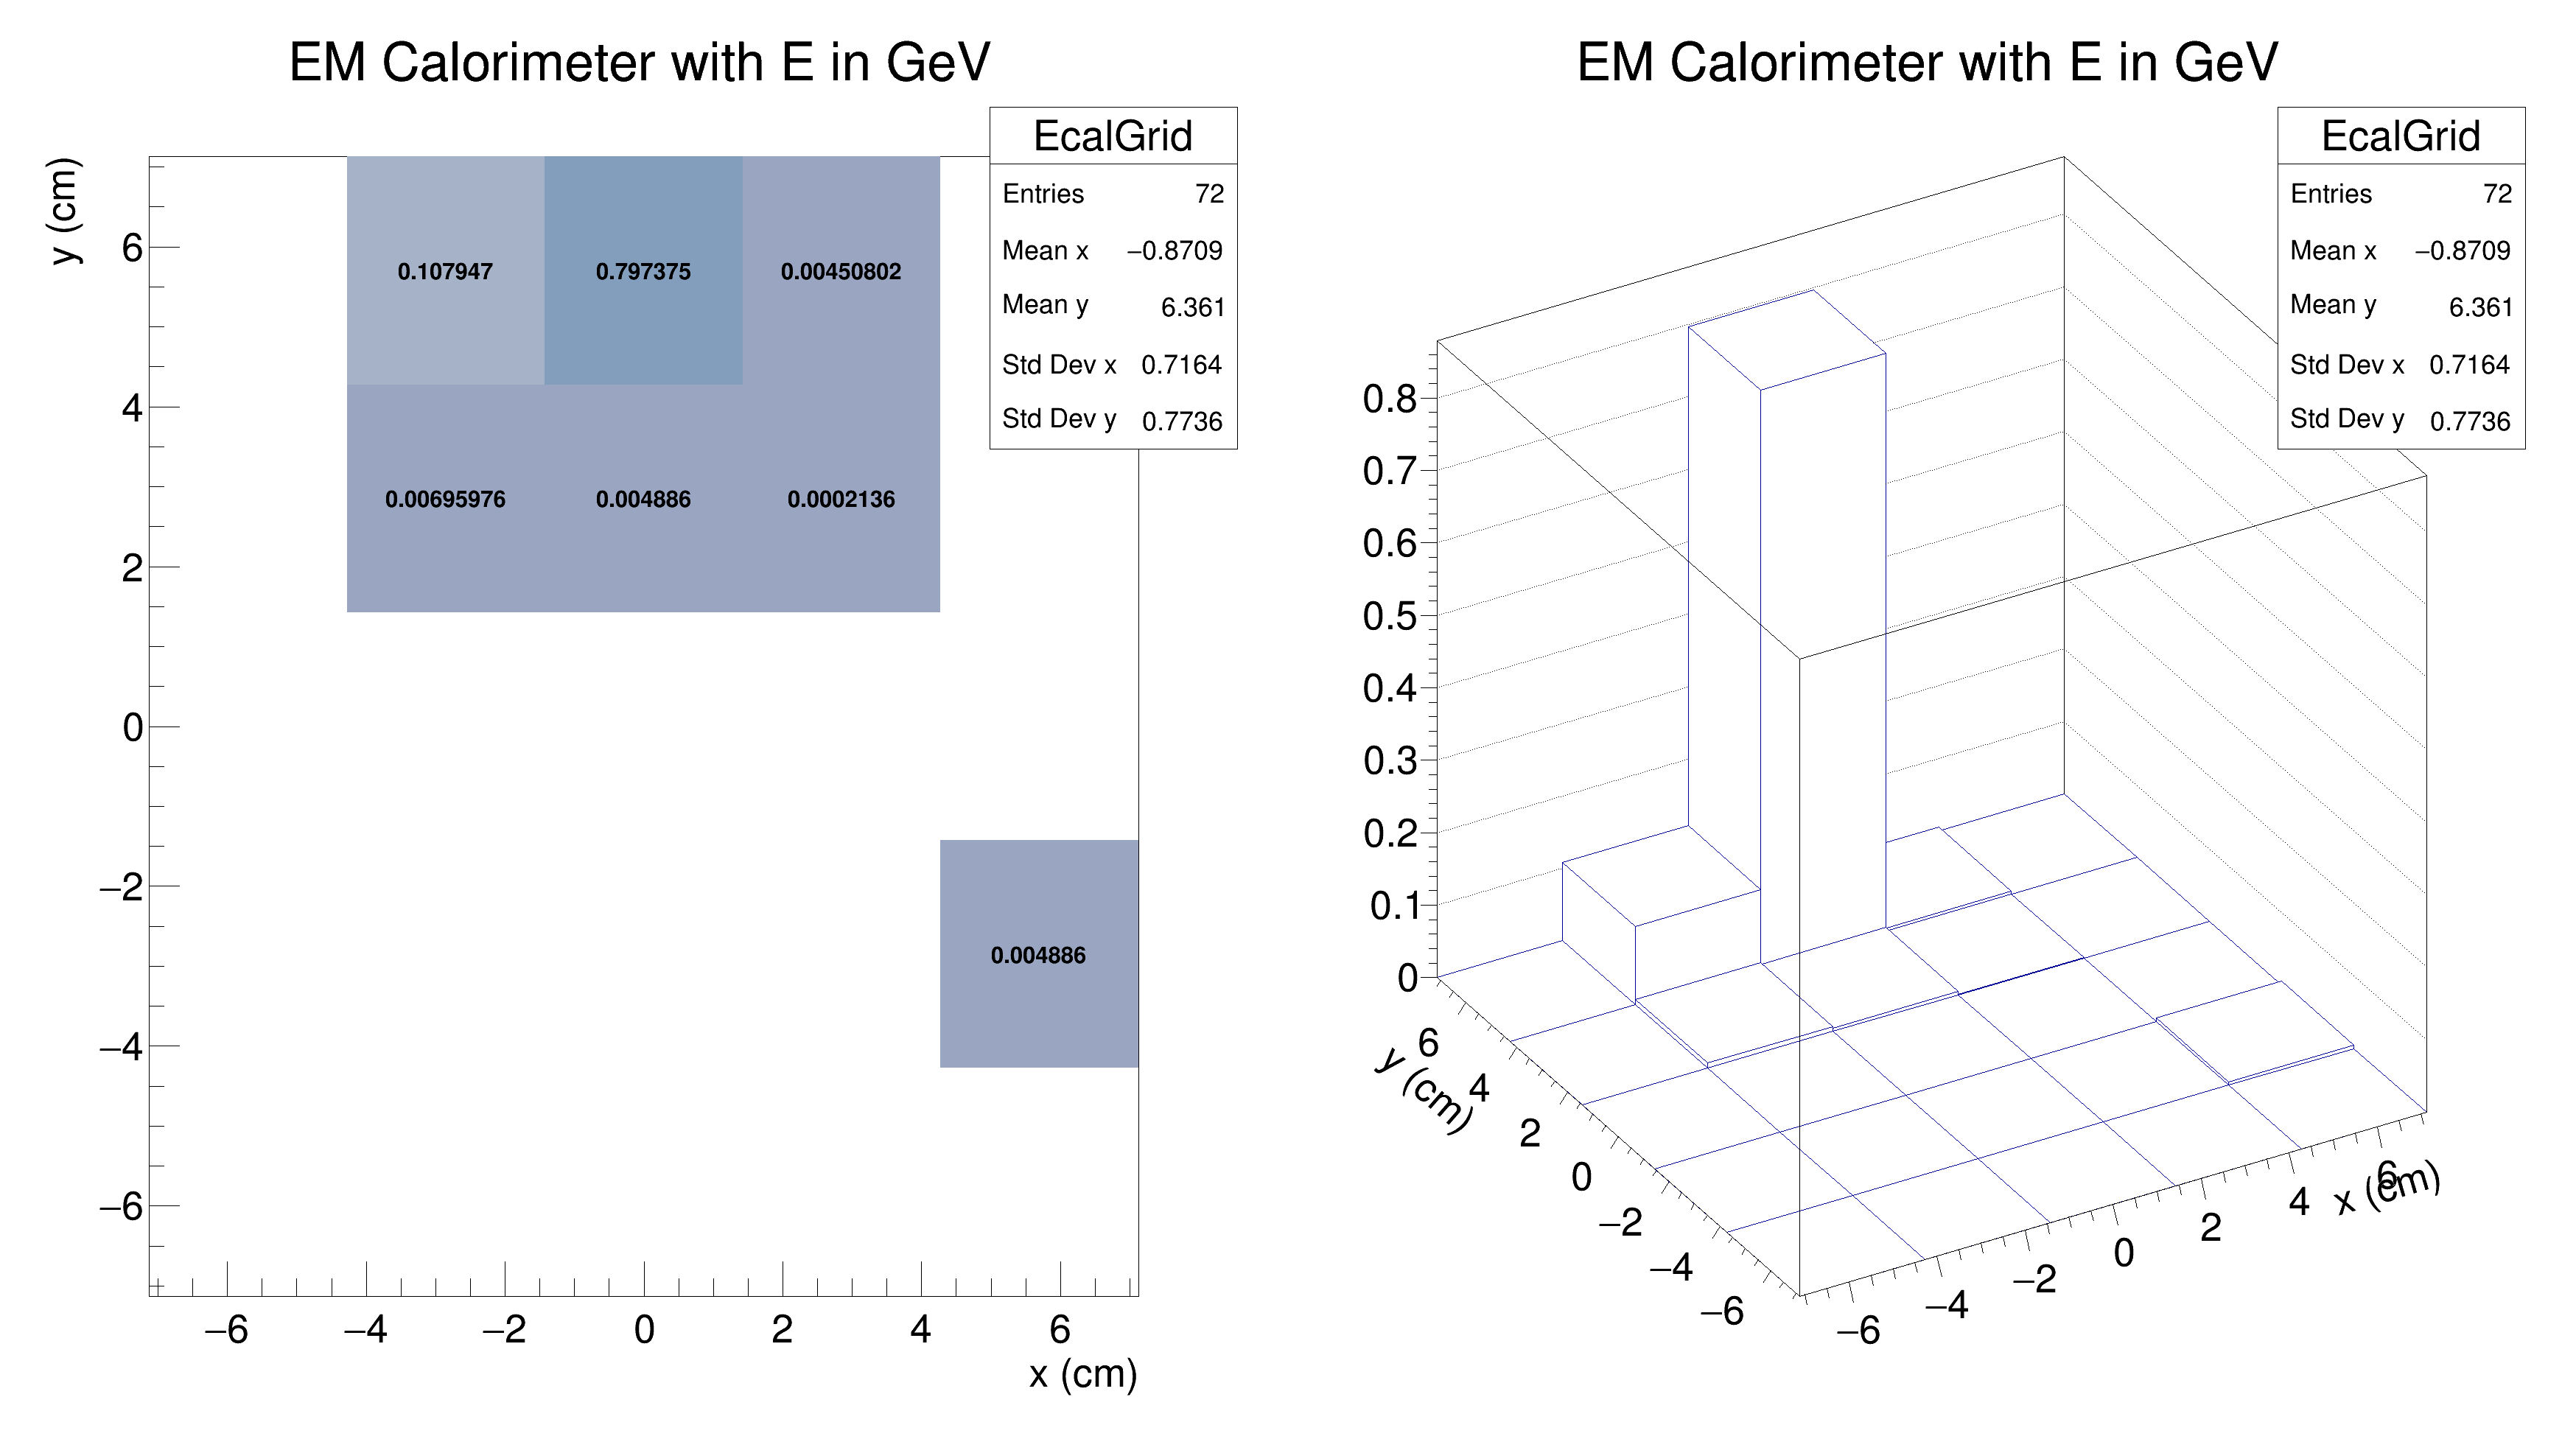 EM Calorimeter with E in GeV
EcalGrid
Entries 72
Mean x −0.8709
Mean y 6.361
Std Dev x 0.7164
Std Dev y 0.7736
y (cm)
6
4
2
0
−2
−4
−6
0.107947 0.797375 0.00450802
0.00695976 0.004886 0.0002136
0.004886
−6 −4 −2 0 2 4 6
x (cm)
EM Calorimeter with E in GeV
EcalGrid
Entries 72
Mean x −0.8709
Mean y 6.361
Std Dev x 0.7164
Std Dev y 0.7736
0.8
0.7
0.6
0.5
0.4
0.3
0.2
0.1
0
y (cm)
6
4
2
0
−2
−4
−6
−6 −4 −2 0 2 4 6
x (cm)